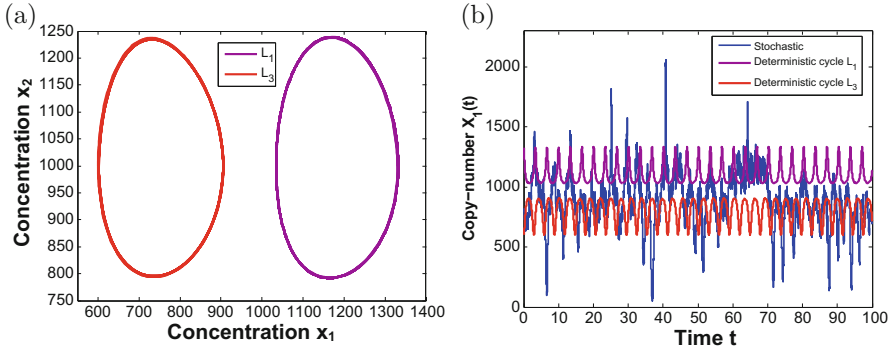 (a)
Concentration x₂
1250
1200
1150
1100
1050
1000
950
900
850
800
750
600 700 800 900 1000 1100 1200 1300 1400
Concentration x₁
L₁
L₃
(b)
Copy−number X₁(t)
2000
1500
1000
500
0
0 10 20 30 40 50 60 70 80 90 100
Time t
Stochastic
Deterministic cycle L₁
Deterministic cycle L₃